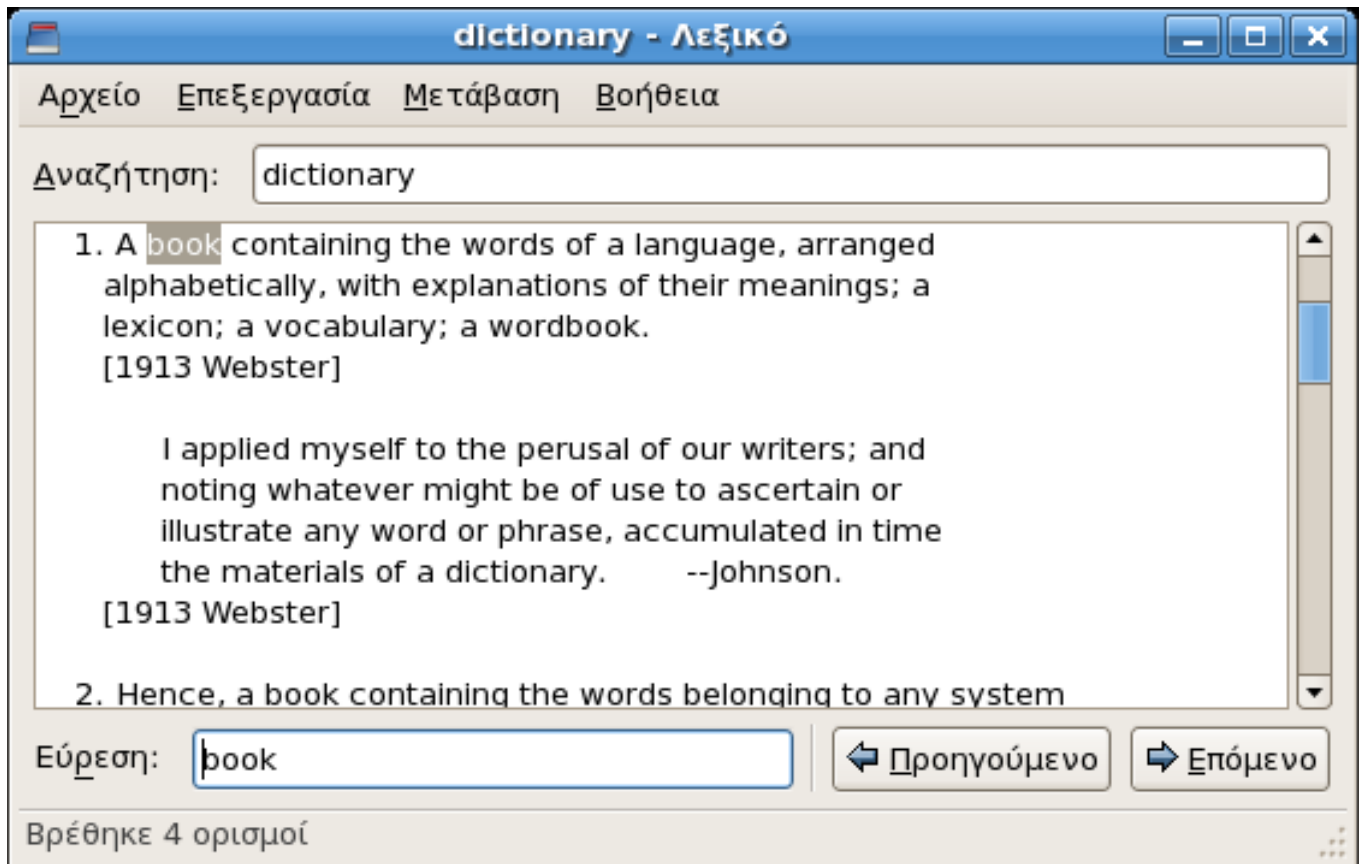 dictionary - Λεξικό
Αρχείο Επεξεργασία Μετάβαση Βοήθεια
Αναζήτηση: dictionary
1. A book containing the words of a language, arranged
alphabetically, with explanations of their meanings; a
lexicon; a vocabulary; a wordbook.
[1913 Webster]
I applied myself to the perusal of our writers; and
noting whatever might be of use to ascertain or
illustrate any word or phrase, accumulated in time
the materials of a dictionary. --Johnson.
[1913 Webster]
2. Hence, a book containing the words belonging to any system
Εύρεση: book Προηγούμενο Επόμενο
Βρέθηκε 4 ορισμοί